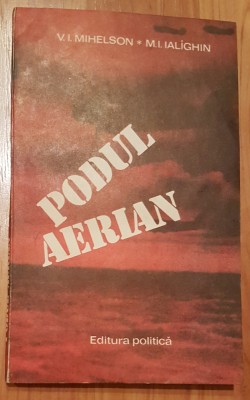 V.I. MIHELSON • M.I. IALÎGHIN
PODUL
AERIAN
Editura politică